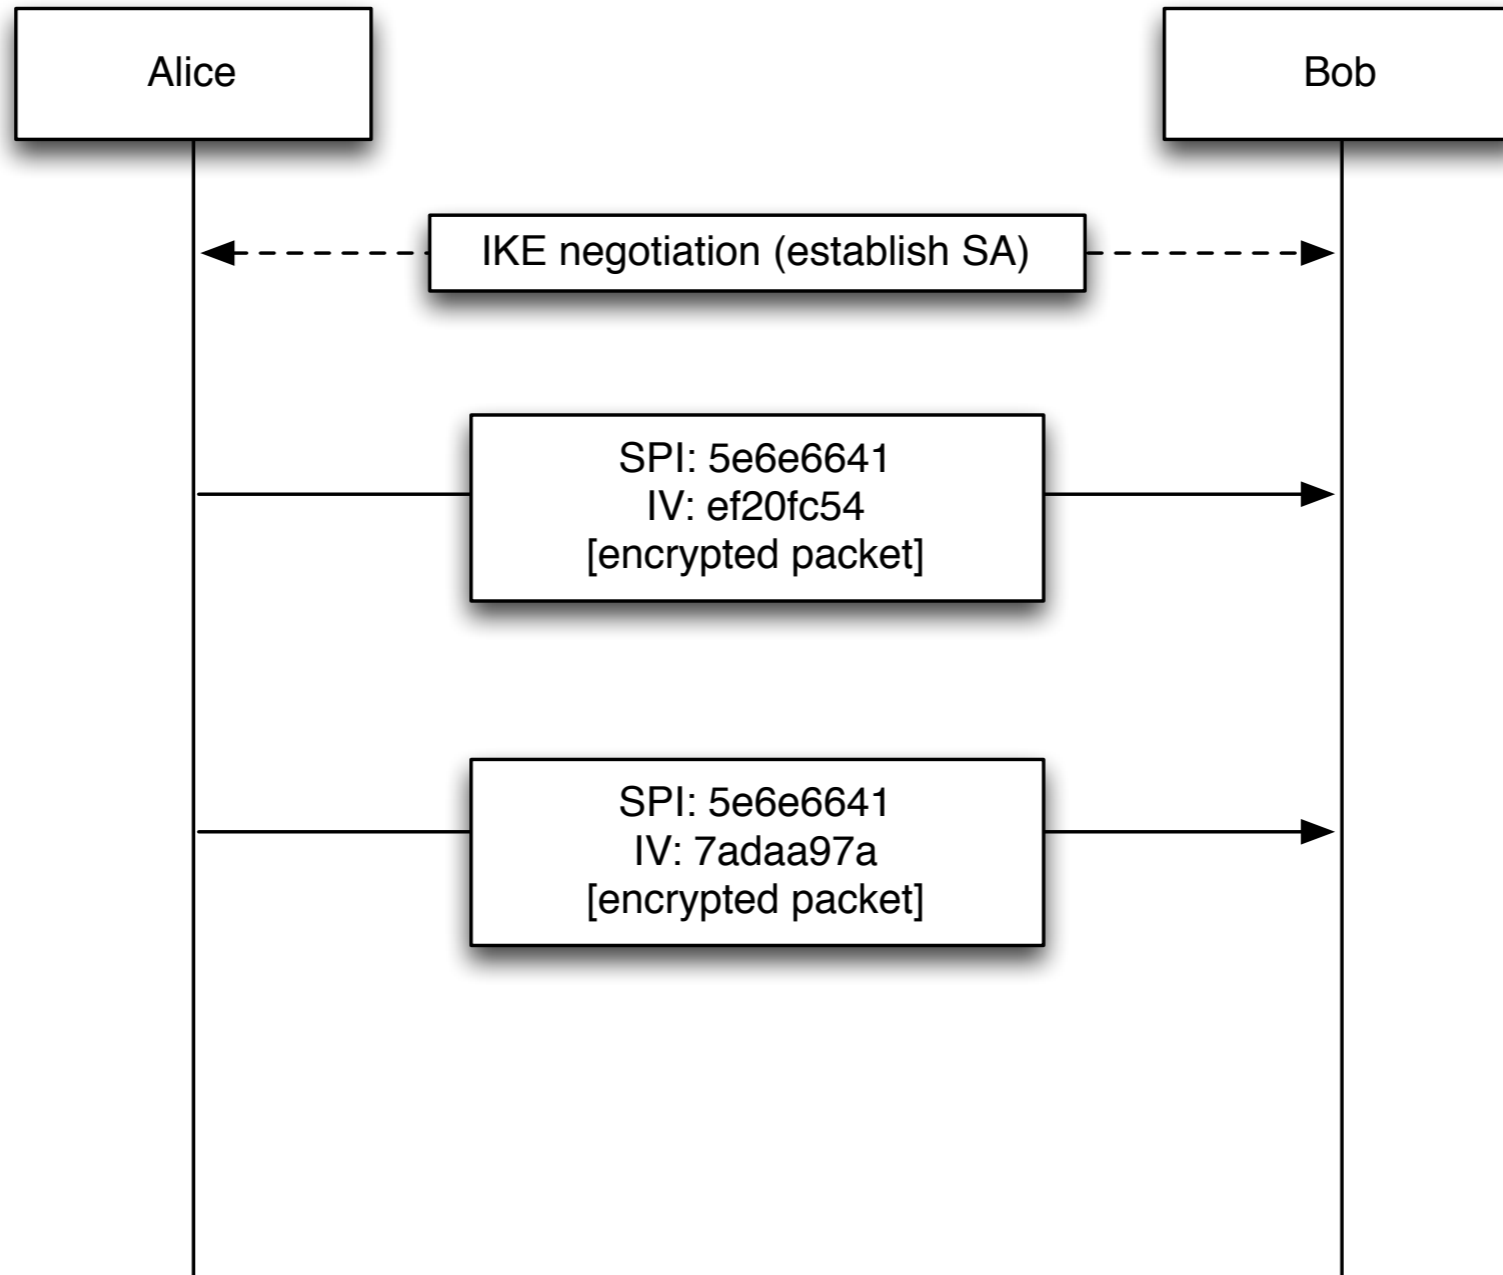 Alice
Bob
IKE negotiation (establish SA)
SPI: 5e6e6641
IV: ef20fc54
[encrypted packet]
SPI: 5e6e6641
IV: 7adaa97a
[encrypted packet]